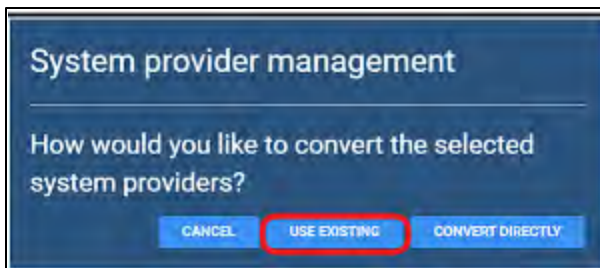 System provider management
How would you like to convert the selected
system providers?
CANCEL USE EXISTING CONVERT DIRECTLY